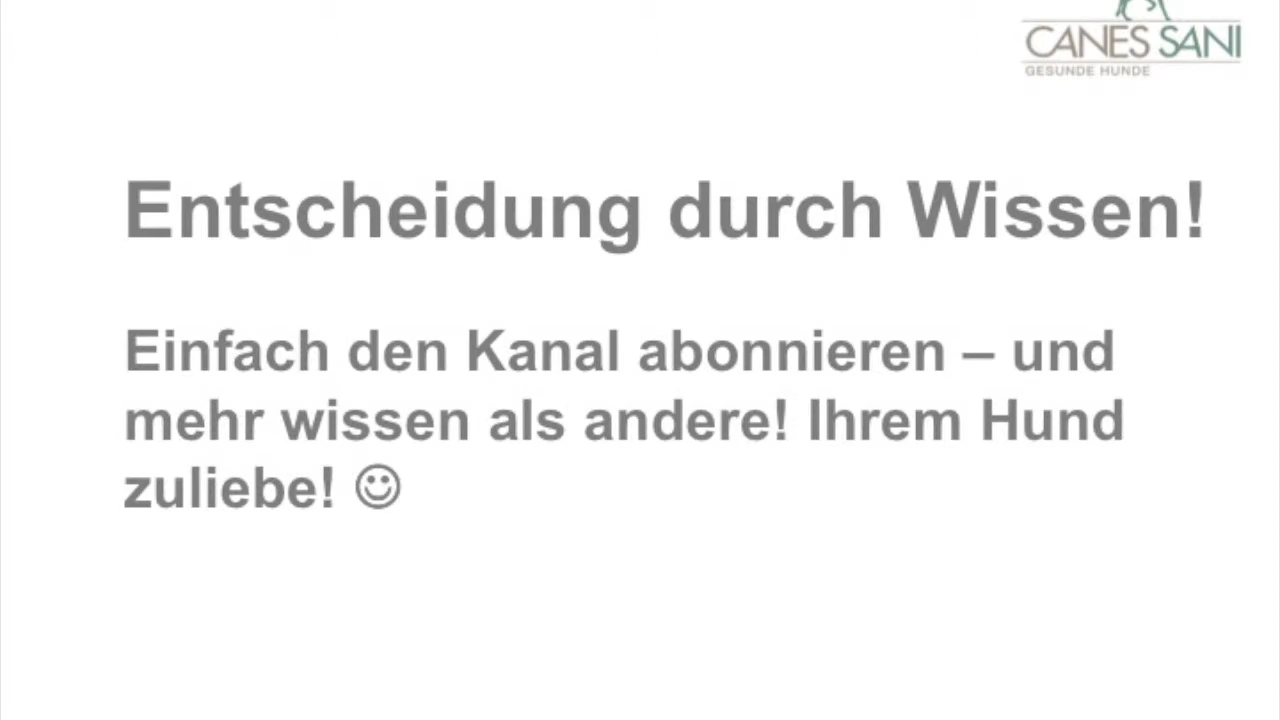 CANES SANI
GESUNDE HUNDE
Entscheidung durch Wissen!
Einfach den Kanal abonnieren – und
mehr wissen als andere! Ihrem Hund
zuliebe! ☺